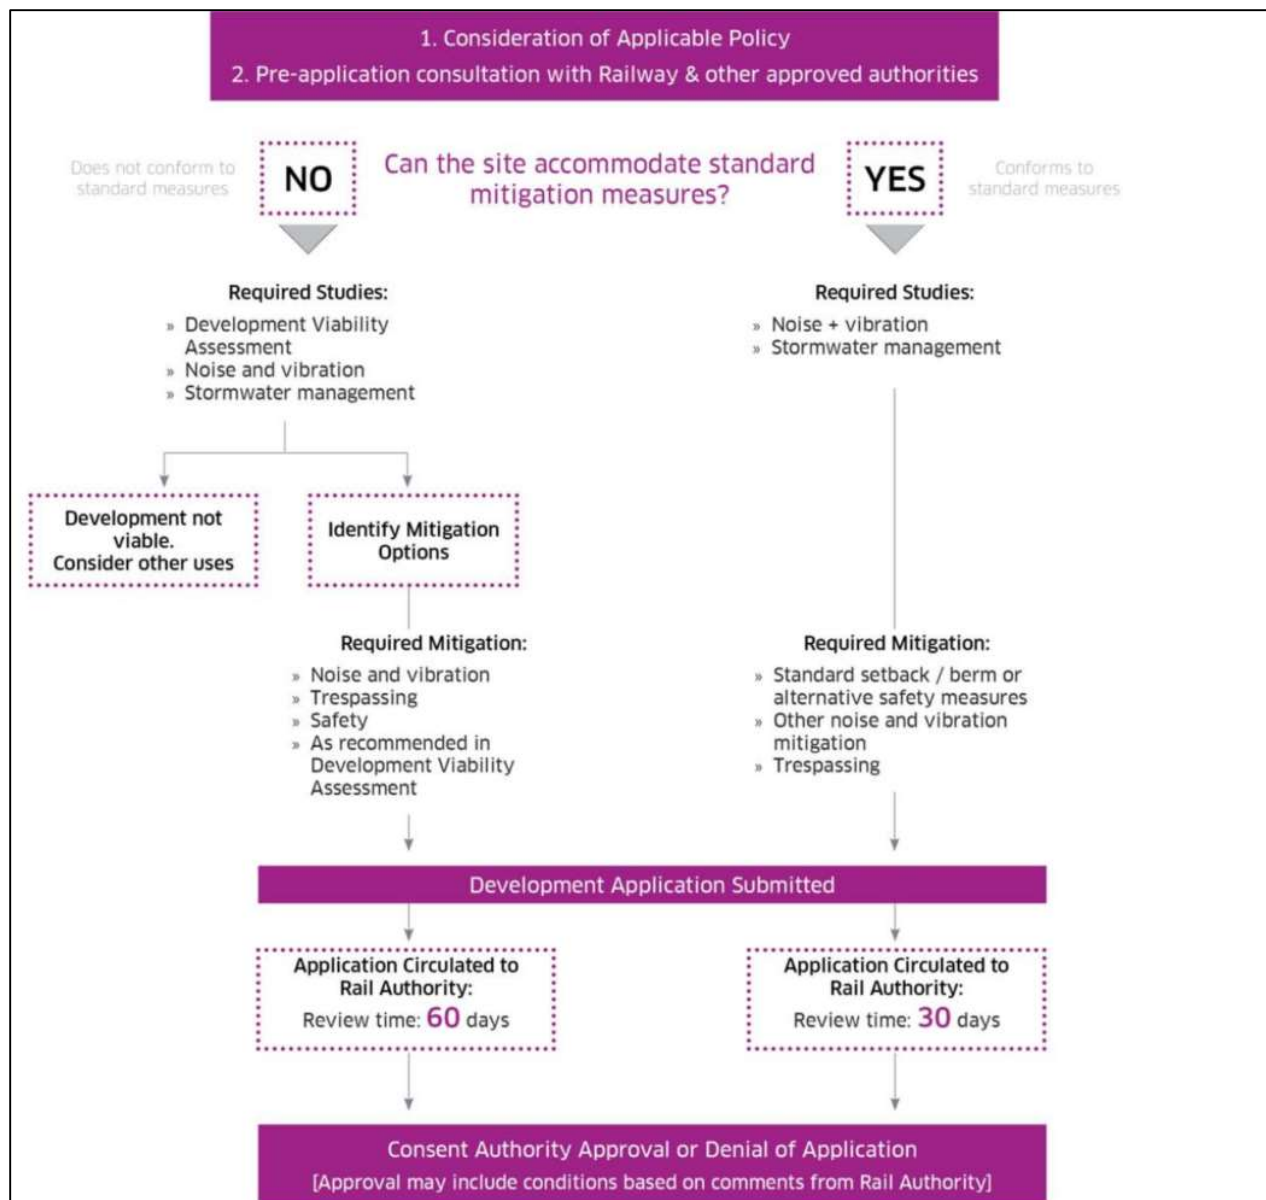 1. Consideration of Applicable Policy
2. Pre-application consultation with Railway & other approved authorities
Does not conform to
standard measures
NO
Can the site accommodate standard
mitigation measures?
YES
Conforms to
standard measures
Required Studies:
» Development Viability
Assessment
» Noise and vibration
» Stormwater management
Required Studies:
» Noise + vibration
» Stormwater management
Development not
viable.
Consider other uses
Identify Mitigation
Options
Required Mitigation:
» Noise and vibration
» Trespassing
» Safety
» As recommended in
Development Viability
Assessment
Required Mitigation:
» Standard setback / berm or
alternative safety measures
» Other noise and vibration
mitigation
» Trespassing
Development Application Submitted
Application Circulated to
Rail Authority:
Review time: 60 days
Application Circulated to
Rail Authority:
Review time: 30 days
Consent Authority Approval or Denial of Application
[Approval may include conditions based on comments from Rail Authority]